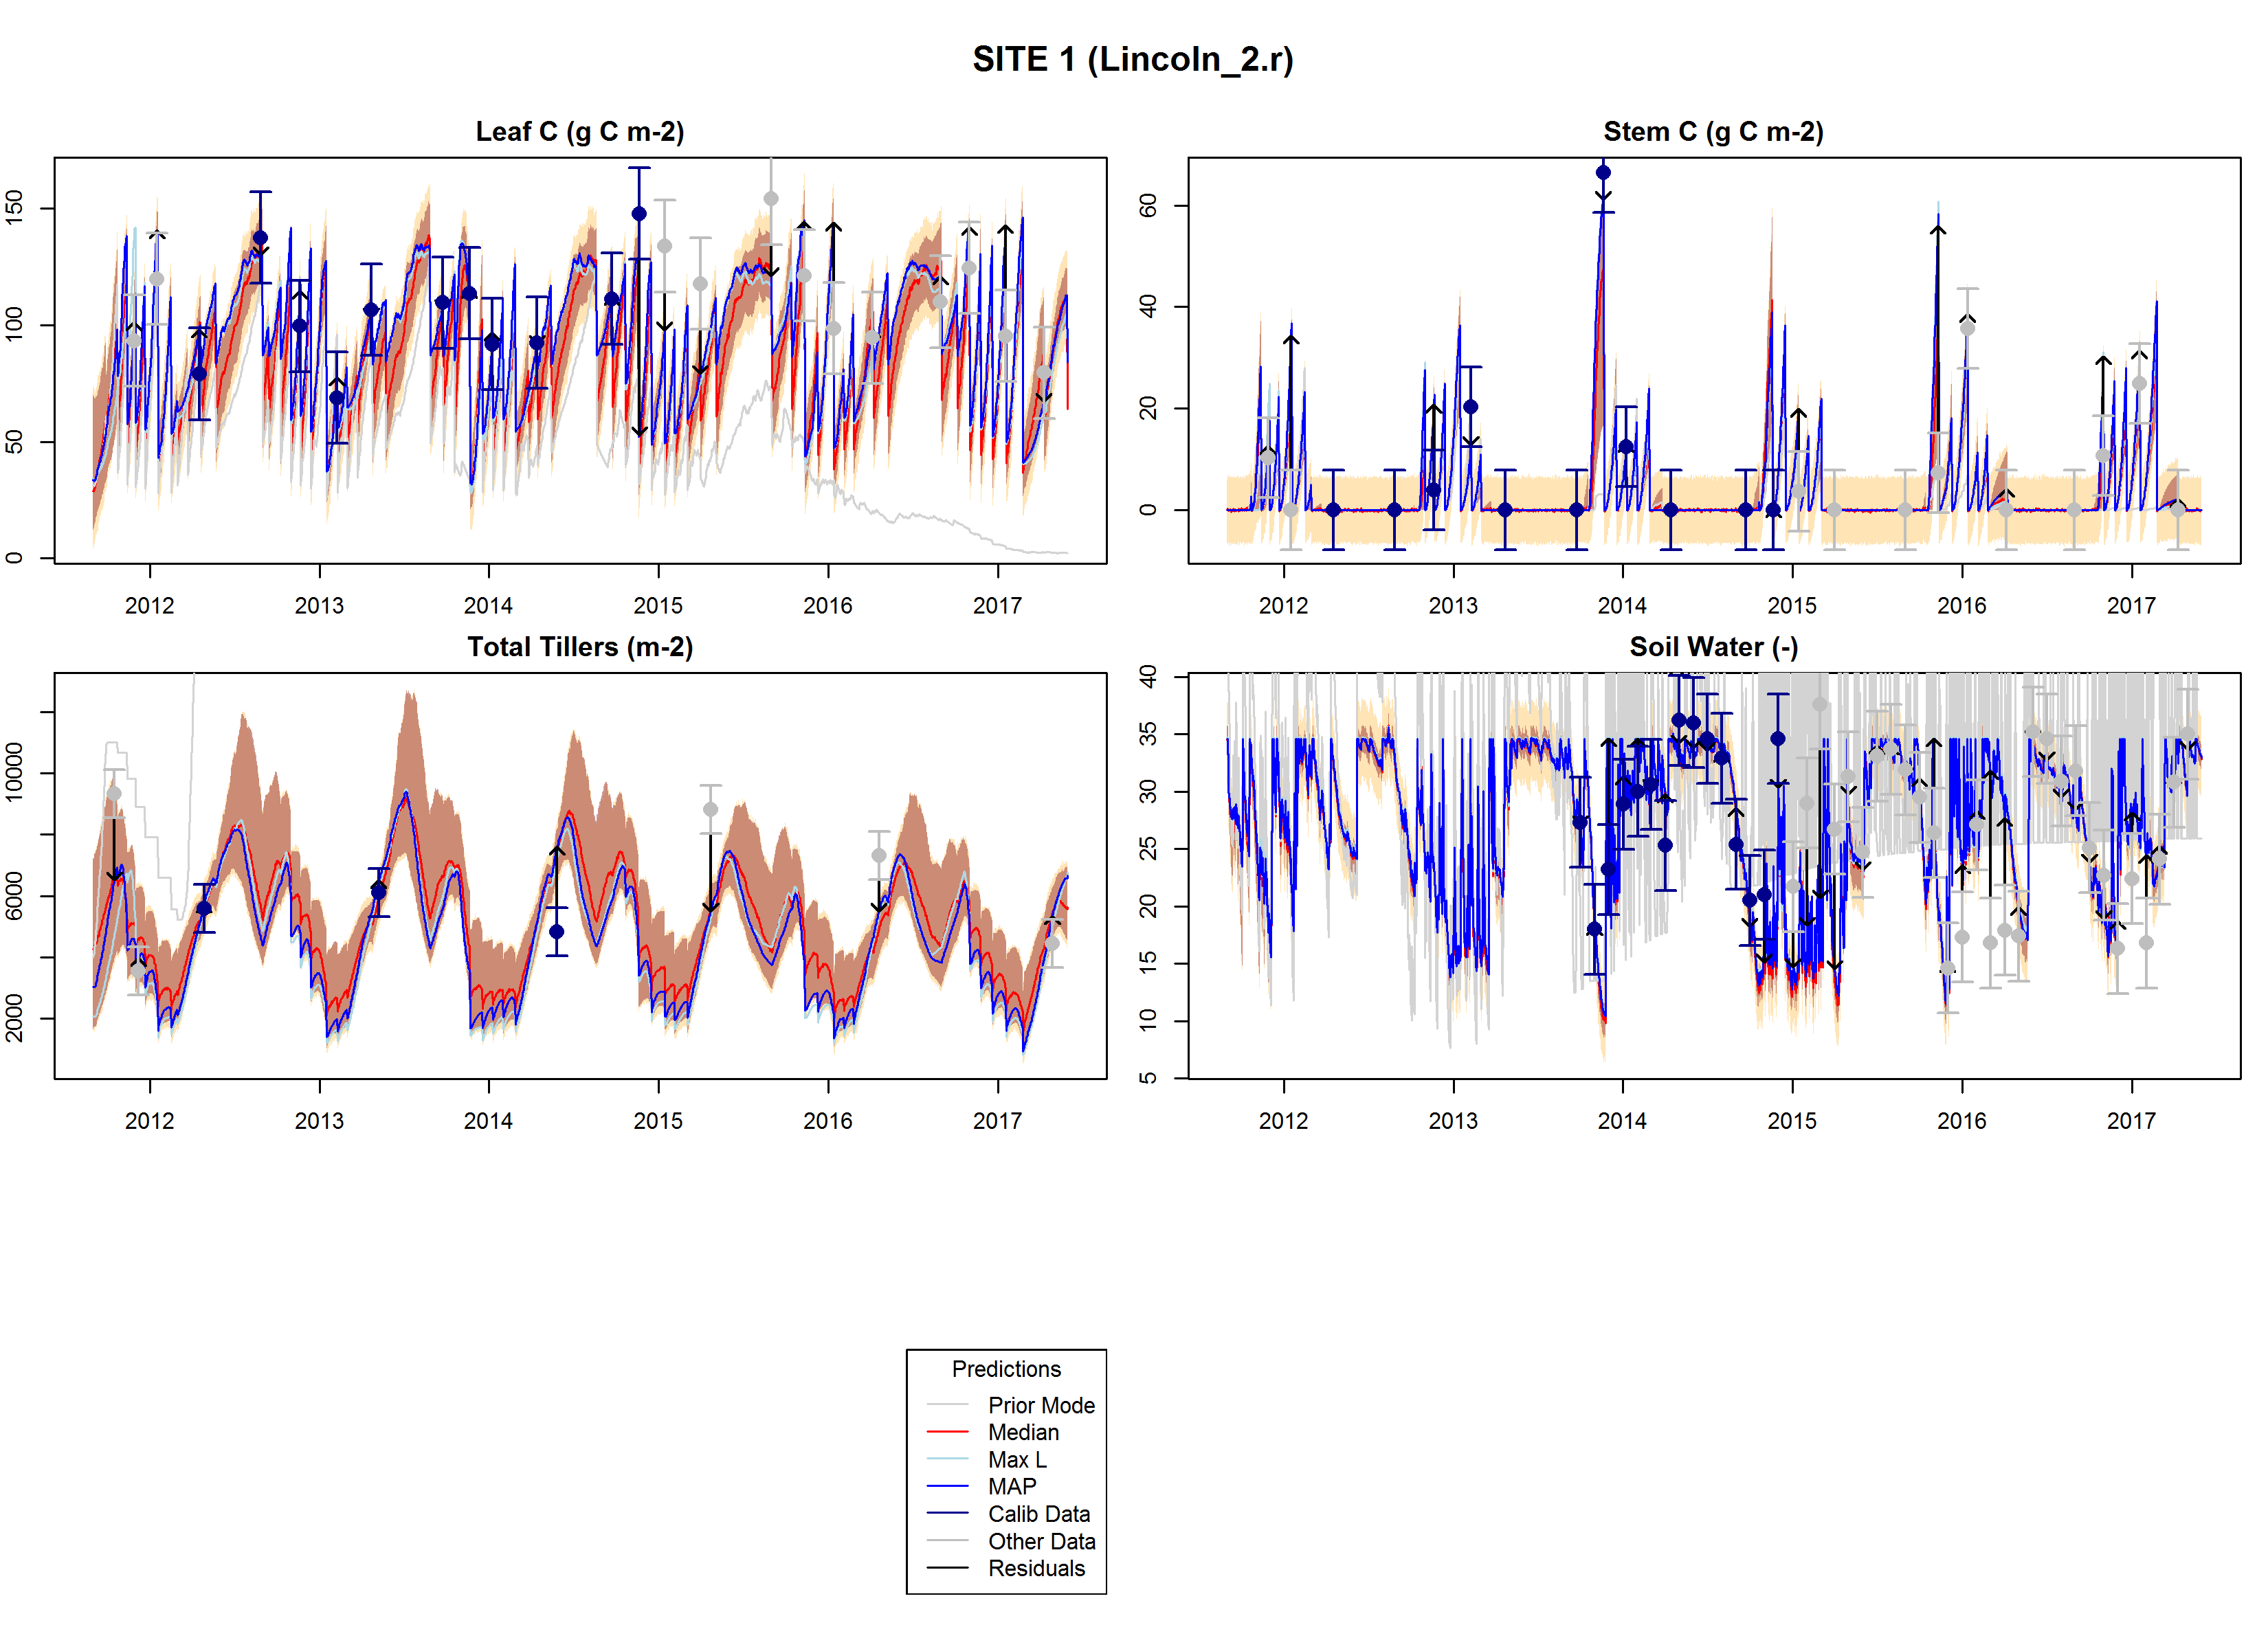 SITE 1 (Lincoln_2.r)
Leaf C (g C m-2)
150
100
50
0
2012 2013 2014 2015 2016 2017
Stem C (g C m-2)
60
40
20
0
2012 2013 2014 2015 2016 2017
Total Tillers (m-2)
10000
6000
2000
2012 2013 2014 2015 2016 2017
Soil Water (-)
40
35
30
25
20
15
10
5
2012 2013 2014 2015 2016 2017
Predictions
Prior Mode
Median
Max L
MAP
Calib Data
Other Data
Residuals